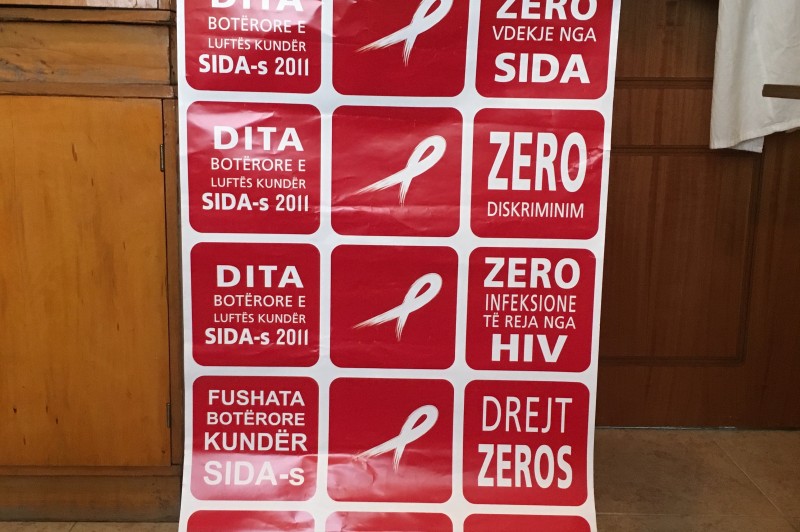 DITA
BOTËRORE E
LUFTËS KUNDËR
SIDA-s 2011
ZERO
VDEKJE NGA
SIDA
DITA
BOTËRORE E
LUFTËS KUNDËR
SIDA-s 2011
ZERO
DISKRIMINIM
DITA
BOTËRORE E
LUFTËS KUNDËR
SIDA-s 2011
ZERO
INFEKSIONE
TË REJA NGA
HIV
FUSHATA
BOTËRORE
KUNDËR
SIDA-s
DREJT
ZEROS